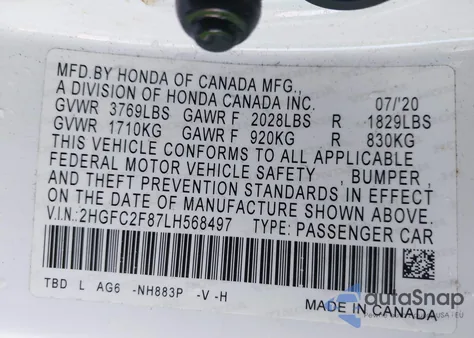 MFD.BY HONDA OF CANADA MFG.,
A DIVISION OF HONDA CANADA INC. 07/'20
GVWR 3769LBS GAWR F 2028LBS R 1829LBS
GVWR 1710KG GAWR F 920KG R 830KG
THIS VEHICLE CONFORMS TO ALL APPLICABLE
FEDERAL MOTOR VEHICLE SAFETY , BUMPER ,
THEFT PREVENTION STANDARDS IN EFFECT
ON THE DATE OF MANUFACTURE SHOWN ABOVE.
V.I.N.:2HGFC2F87LH568497 TYPE: PASSENGER CAR
TBD L AG6 -NH883P -V -H
MADE IN CANADA
autoSnap
USA / EU